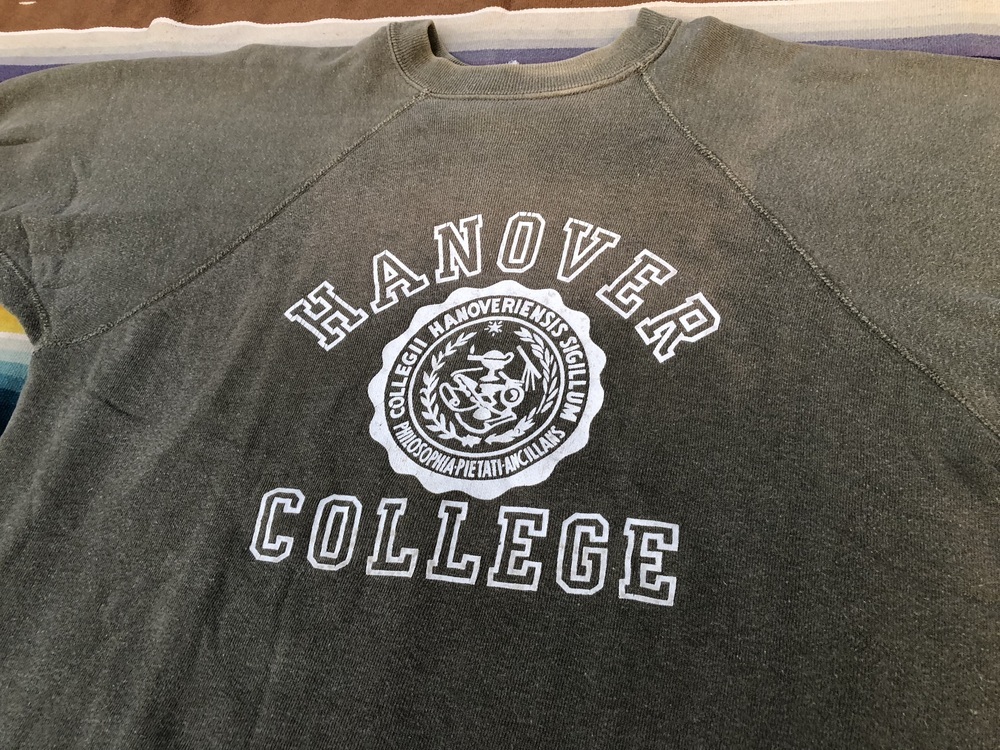 HANOVER
COLLEGII HANOVERIENSIS SIGILLUM
PHILOSOPHIA·PIETATI·ANCILLANS
COLLEGE